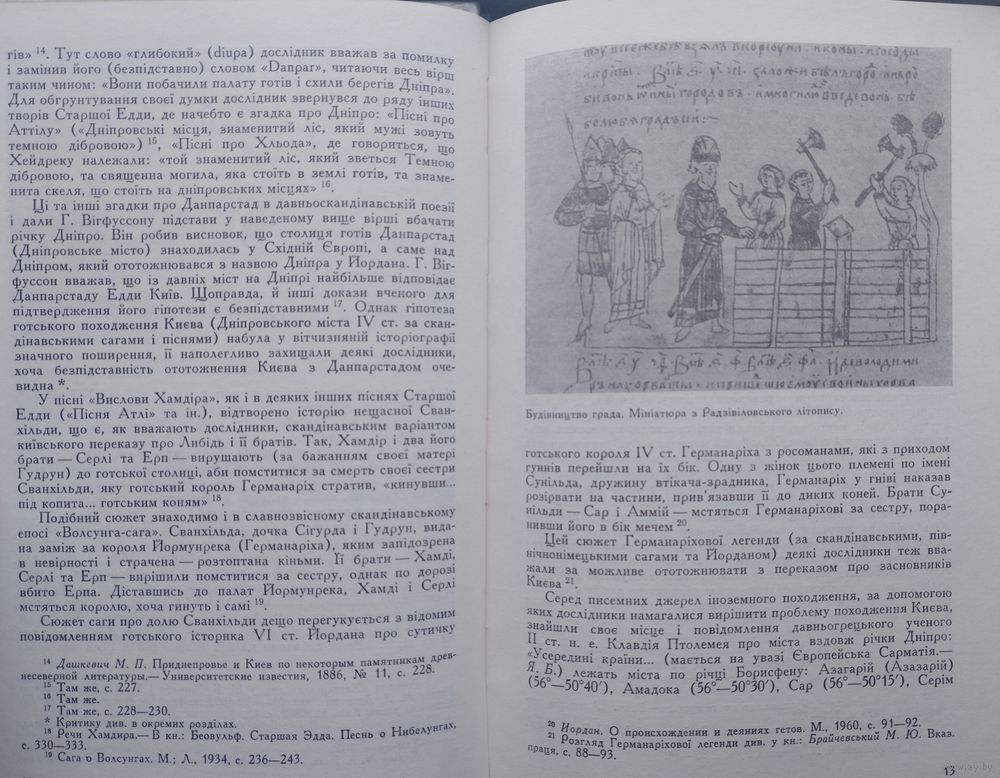 гів» 14. Тут слово «глибокий» (diupa) дослідник вважав за помилку
і замінив його (безпідставно) словом «Danpar», читаючи весь вірш
таким чином: «Вони побачили палату готів і схили берегів Дніпра».
Для обгрунтування своєї думки дослідник звернувся до ряду інших
творів Старшої Едди, де начебто є згадка про Дніпро: «Пісні про
Аттілу» («Дніпровські місця, знаменитий ліс, який мужі зовуть
темною дібровою») 15, «Пісні про Хльода», де говориться, що
Хейдреку належали: «той знаменитий ліс, який зветься Темною
дібровою, та священна могила, яка стоїть в землі готів, та знаме-
нита скеля, що стоїть на дніпровських місцях» 16.
Ці та інші згадки про Данпарстад в давньоскандінавській поезії
і дали Г. Вігфуссону підстави у наведеному вище вірші вбачати
річку Дніпро. Він робив висновок, що столиця готів Данпарстад
(Дніпровське місто) знаходилась у Східній Європі, а саме над
Дніпром, який ототожнювався з назвою Дніпра у Йордана. Г. Віг-
фуссон вважав, що із давніх міст на Дніпрі найбільше відповідає
Данпарстаду Едди Київ. Щоправда, й інші докази вченого для
підтвердження його гіпотези є безпідставними 17. Однак гіпотеза
готського походження Києва (Дніпровського міста IV ст. за скан-
дінавськими сагами і піснями) набула у вітчизняній історіографії
значного поширення, її наполегливо захищали деякі дослідники,
хоча безпідставність ототожнення Києва з Данпарстадом оче-
видна *.
У пісні «Вислови Хамдіра», як і в деяких інших піснях Старшої
Едди («Пісня Атлі» та ін.), відтворено історію нещасної Сван-
хільди, що є, як вважають дослідники, скандінавським варіантом
київського переказу про Либідь і її братів. Так, Хамдір і два його
брати — Серлі та Ерп — вирушають (за бажанням своєї матері
Гудрун) до готської столиці, аби помститися за смерть своєї сестри
Сванхільди, яку готський король Германаріх стратив, «кинувши...
під копита... готським коням» 18.
Подібний сюжет знаходимо і в славнозвісному скандінавському
епосі «Волсунга-сага». Сванхільда, дочка Сігурда і Гудрун, вида-
на заміж за короля Йормунрека (Германаріха), яким запідозрена
в невірності і страчена — розтоптана кіньми. Її брати — Хамді,
Серлі та Ерп — вирішили помститися за сестру, однак по дорозі
вбито Ерпа. Діставшись до палат Йормунрека, Хамді і Серлі
мстяться королю, хоча гинуть і самі 19.
Сюжет саги про долю Сванхільди дещо перегукується з відомим
повідомленням готського історика VI ст. Йордана про сутичку
14 Дашкевич М. П. Приднепровье и Киев по некоторым памятникам древ-
несеверной литературы.— Университетские известия, 1886, № 11, с. 228.
15 Там же, с. 227.
16 Там же.
17 Там же, с. 228—230.
* Критику див. в окремих розділах.
18 Речи Хамдира.— В кн.: Беовульф. Старшая Эдда. Песнь о Нибелунгах,
с. 330—333.
19 Сага о Волсунгах. М.; Л., 1934, с. 236—243.
Будівництво града. Мініатюра з Радзівіловського літопису.
готського короля IV ст. Германаріха з росоманами, які з приходом
гуннів перейшли на їх бік. Одну з жінок цього племені по імені
Сунільда, дружину втікача-зрадника, Германаріх у гніві наказав
розірвати на частини, прив'язавши її до диких коней. Брати Су-
нільди — Сар і Аммій — мстяться Германаріхові за сестру, пора-
нивши його в бік мечем 20.
Цей сюжет Германаріхової легенди (за скандінавськими, пів-
нічнонімецькими сагами та Йорданом) деякі дослідники теж вва-
жали за можливе ототожнювати з переказом про засновників
Києва 21.
Серед писемних джерел іноземного походження, за допомогою
яких дослідники намагалися вирішити проблему походження Києва,
знайшли своє місце і повідомлення давньогрецького ученого
II ст. н. е. Клавдія Птолемея про міста вздовж річки Дніпро:
«Усередині країни... (мається на увазі Європейська Сарматія.—
Я. Б.) лежать міста по річці Борисфену: Азагарій (Азазарій)
(56°—50°40′), Амадока (56°—50°30′), Сар (56°—50°15′), Серім
20 Иордан. О происхождении и деяниях гетов. М., 1960, с. 91—92.
21 Розгляд Германаріхової легенди див. у кн.: Брайчевський М. Ю. Вказ.
праця, с. 88—93.
13
www.ay.by